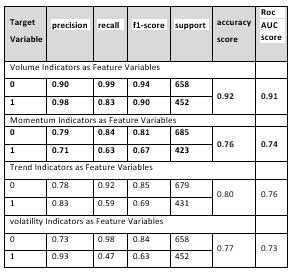 Target Variable precision recall f1-score support accuracy score Roc AUC score
Volume Indicators as Feature Variables
0 0.90 0.99 0.94 658 0.92 0.91
1 0.98 0.83 0.90 452
Momentum Indicators as Feature Variables
0 0.79 0.84 0.81 685 0.76 0.74
1 0.71 0.63 0.67 423
Trend Indicators as Feature Variables
0 0.78 0.92 0.85 679 0.80 0.76
1 0.83 0.59 0.69 431
volatility Indicators as Feature Variables
0 0.73 0.98 0.84 658 0.77 0.73
1 0.93 0.47 0.63 452